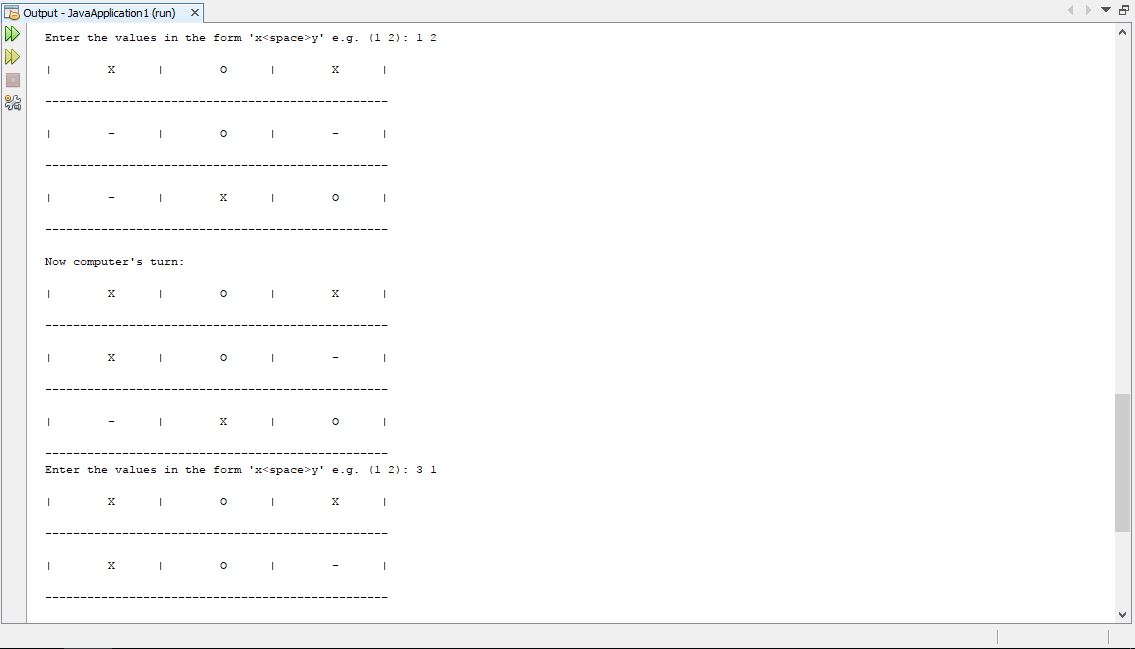 Output - JavaApplication1 (run)
Enter the values in the form 'x<space>y' e.g. (1 2): 1 2
| X | O | X |
-------------------------------------------------
| - | O | - |
-------------------------------------------------
| - | X | O |
-------------------------------------------------
Now computer's turn:
| X | O | X |
-------------------------------------------------
| X | O | - |
-------------------------------------------------
| - | X | O |
-------------------------------------------------
Enter the values in the form 'x<space>y' e.g. (1 2): 3 1
| X | O | X |
-------------------------------------------------
| X | O | - |
-------------------------------------------------